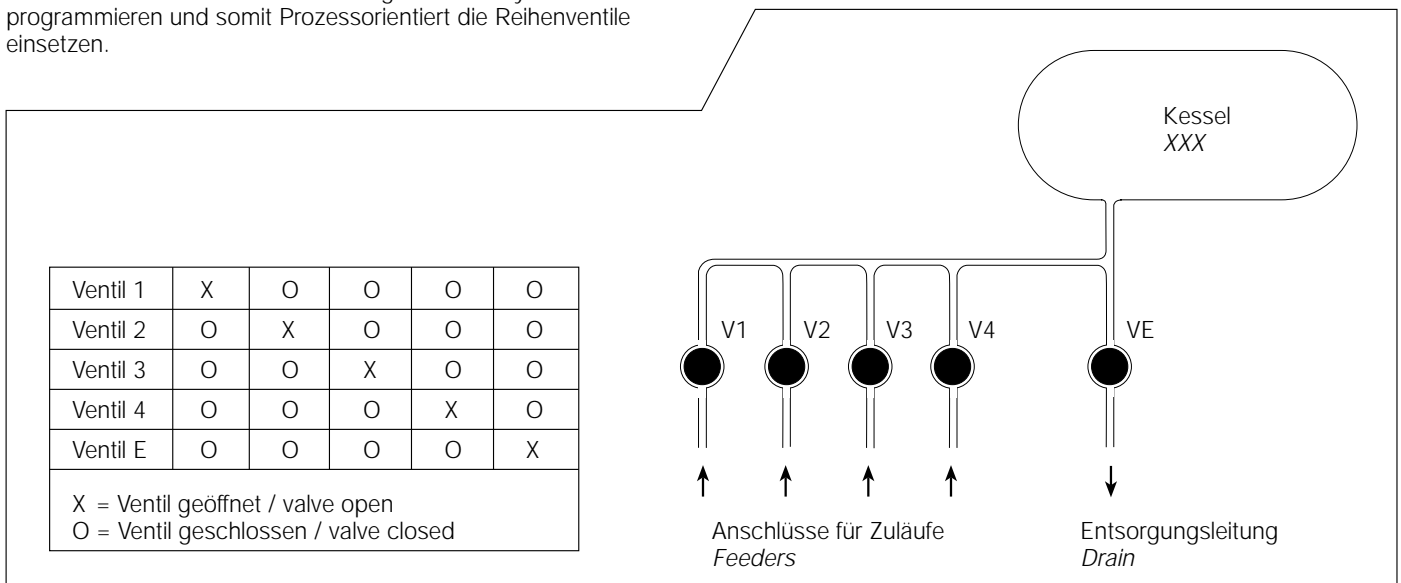 programmieren und somit Prozessorientiert die Reihenventile
einsetzen.
Kessel
XXX
Ventil 1 X O O O O
Ventil 2 O X O O O
Ventil 3 O O X O O
Ventil 4 O O O X O
Ventil E O O O O X
X = Ventil geöffnet / valve open
O = Ventil geschlossen / valve closed
V1 V2 V3 V4 VE
Anschlüsse für Zuläufe
Feeders
Entsorgungsleitung
Drain